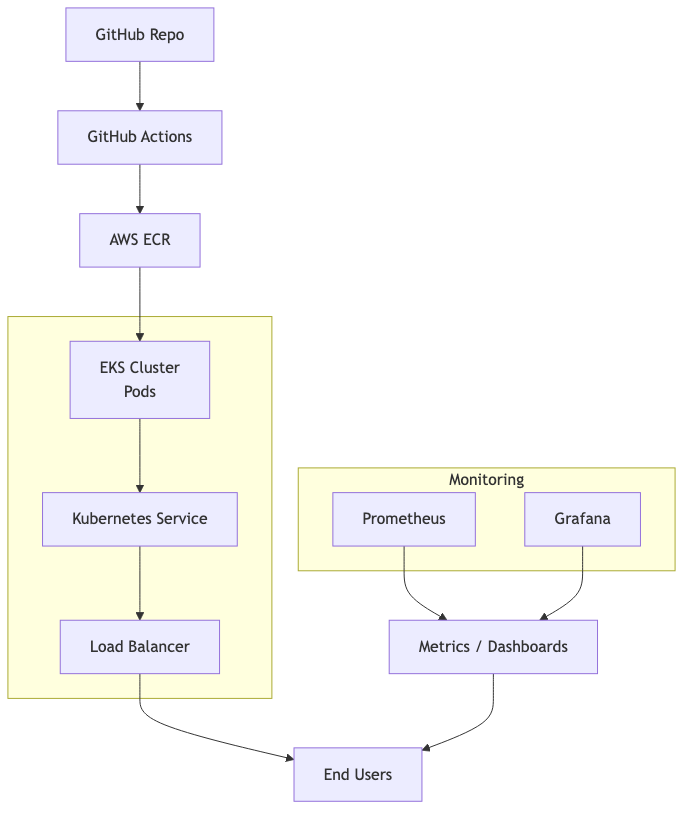 GitHub Repo
GitHub Actions
AWS ECR
EKS Cluster
Pods
Kubernetes Service
Load Balancer
Monitoring
Prometheus
Grafana
Metrics / Dashboards
End Users